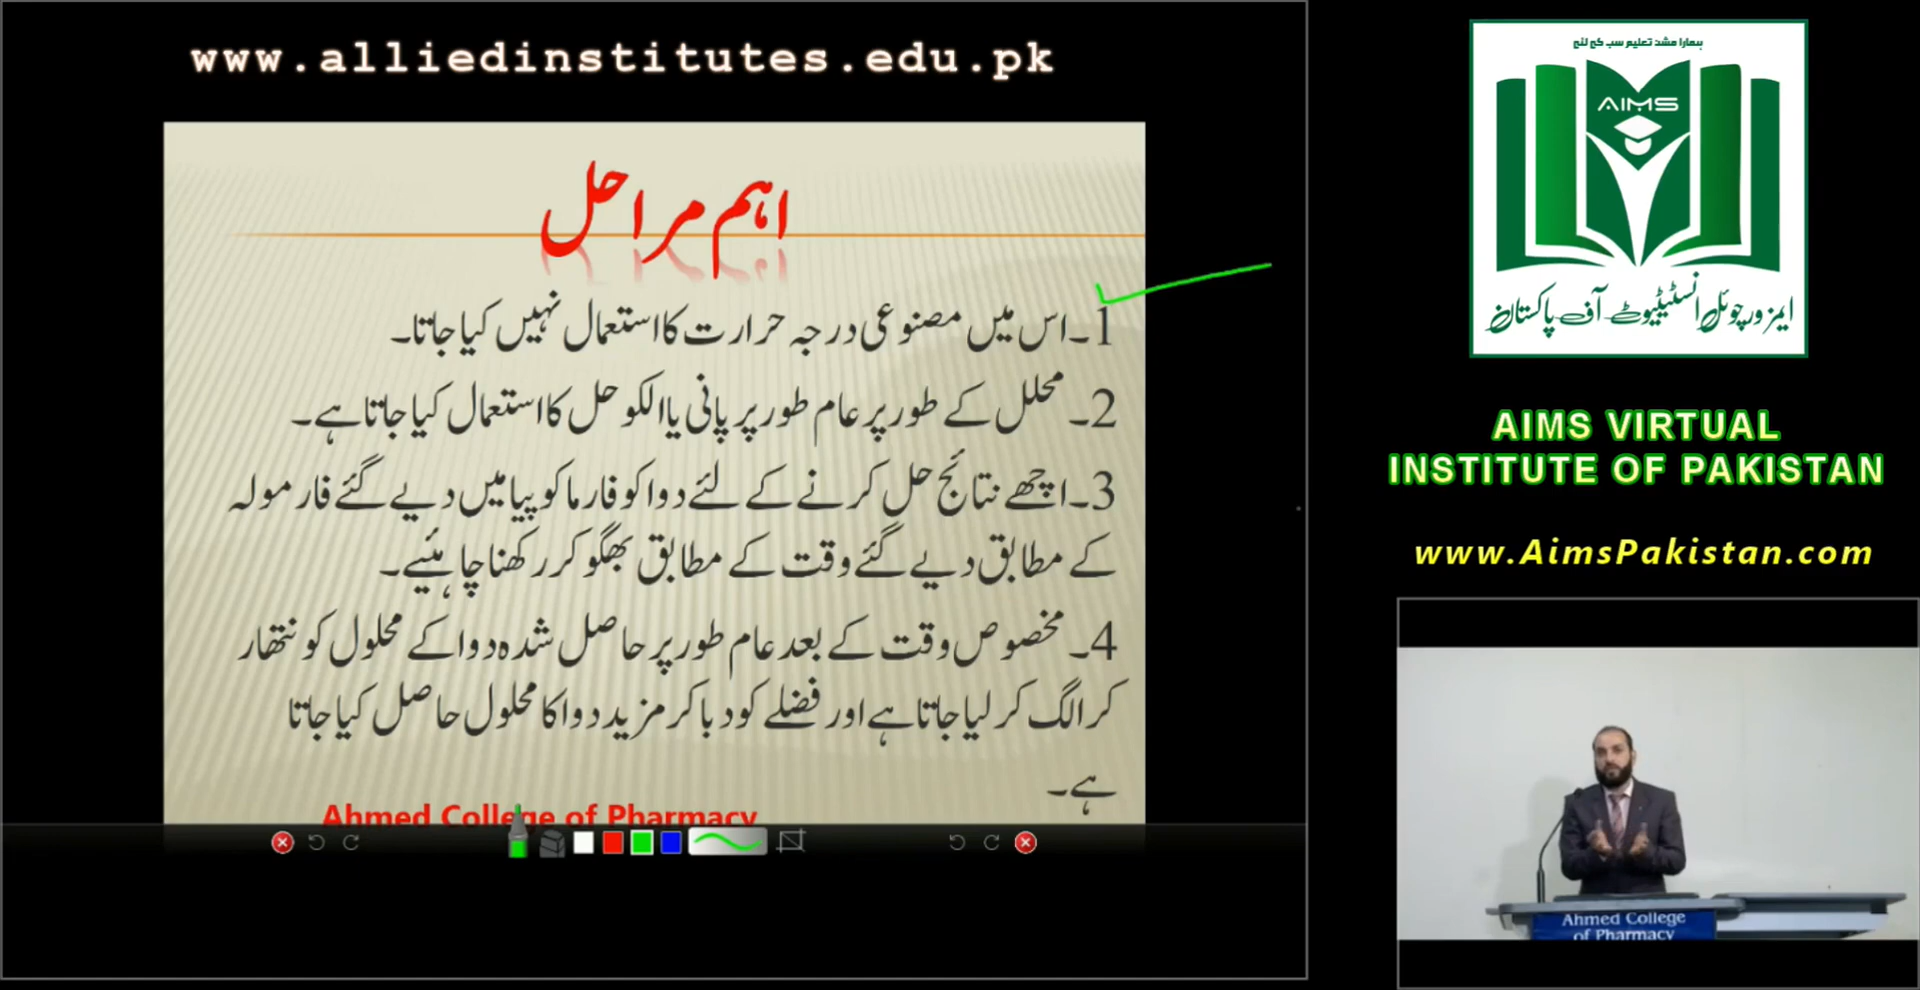 www.alliedinstitutes.edu.pk
اہم مراحل
1۔اس میں مصنوعی درجہ حرارت کا استعمال نہیں کیا جاتا۔
2۔ محلل کے طور پر عام طور پر پانی یا الکوحل کا استعمال کیا جاتا ہے۔
3۔اچھے نتائج حل کرنے کے لئے دوا کو فارما کوپیا میں دیے گئے فارمولہ
کے مطابق دیے گئے وقت کے مطابق بھگو کر رکھنا چاہئیے۔
4۔ مخصوص وقت کے بعد عام طور پر حاصل شدہ دوا کے محلول کو نتھار
کر الگ کر لیا جاتا ہے اور فضلے کو دبا کر مزید دوا کا محلول حاصل کیا جاتا
ہے۔
Ahmed College of Pharmacy
ہمارا مشد تعلیم سب کے لئے
AIMS
ایمز ورچوئل انسٹیٹیوٹ آف پاکستان
AIMS VIRTUAL
INSTITUTE OF PAKISTAN
www.AimsPakistan.com
Ahmed College
of Pharmacy